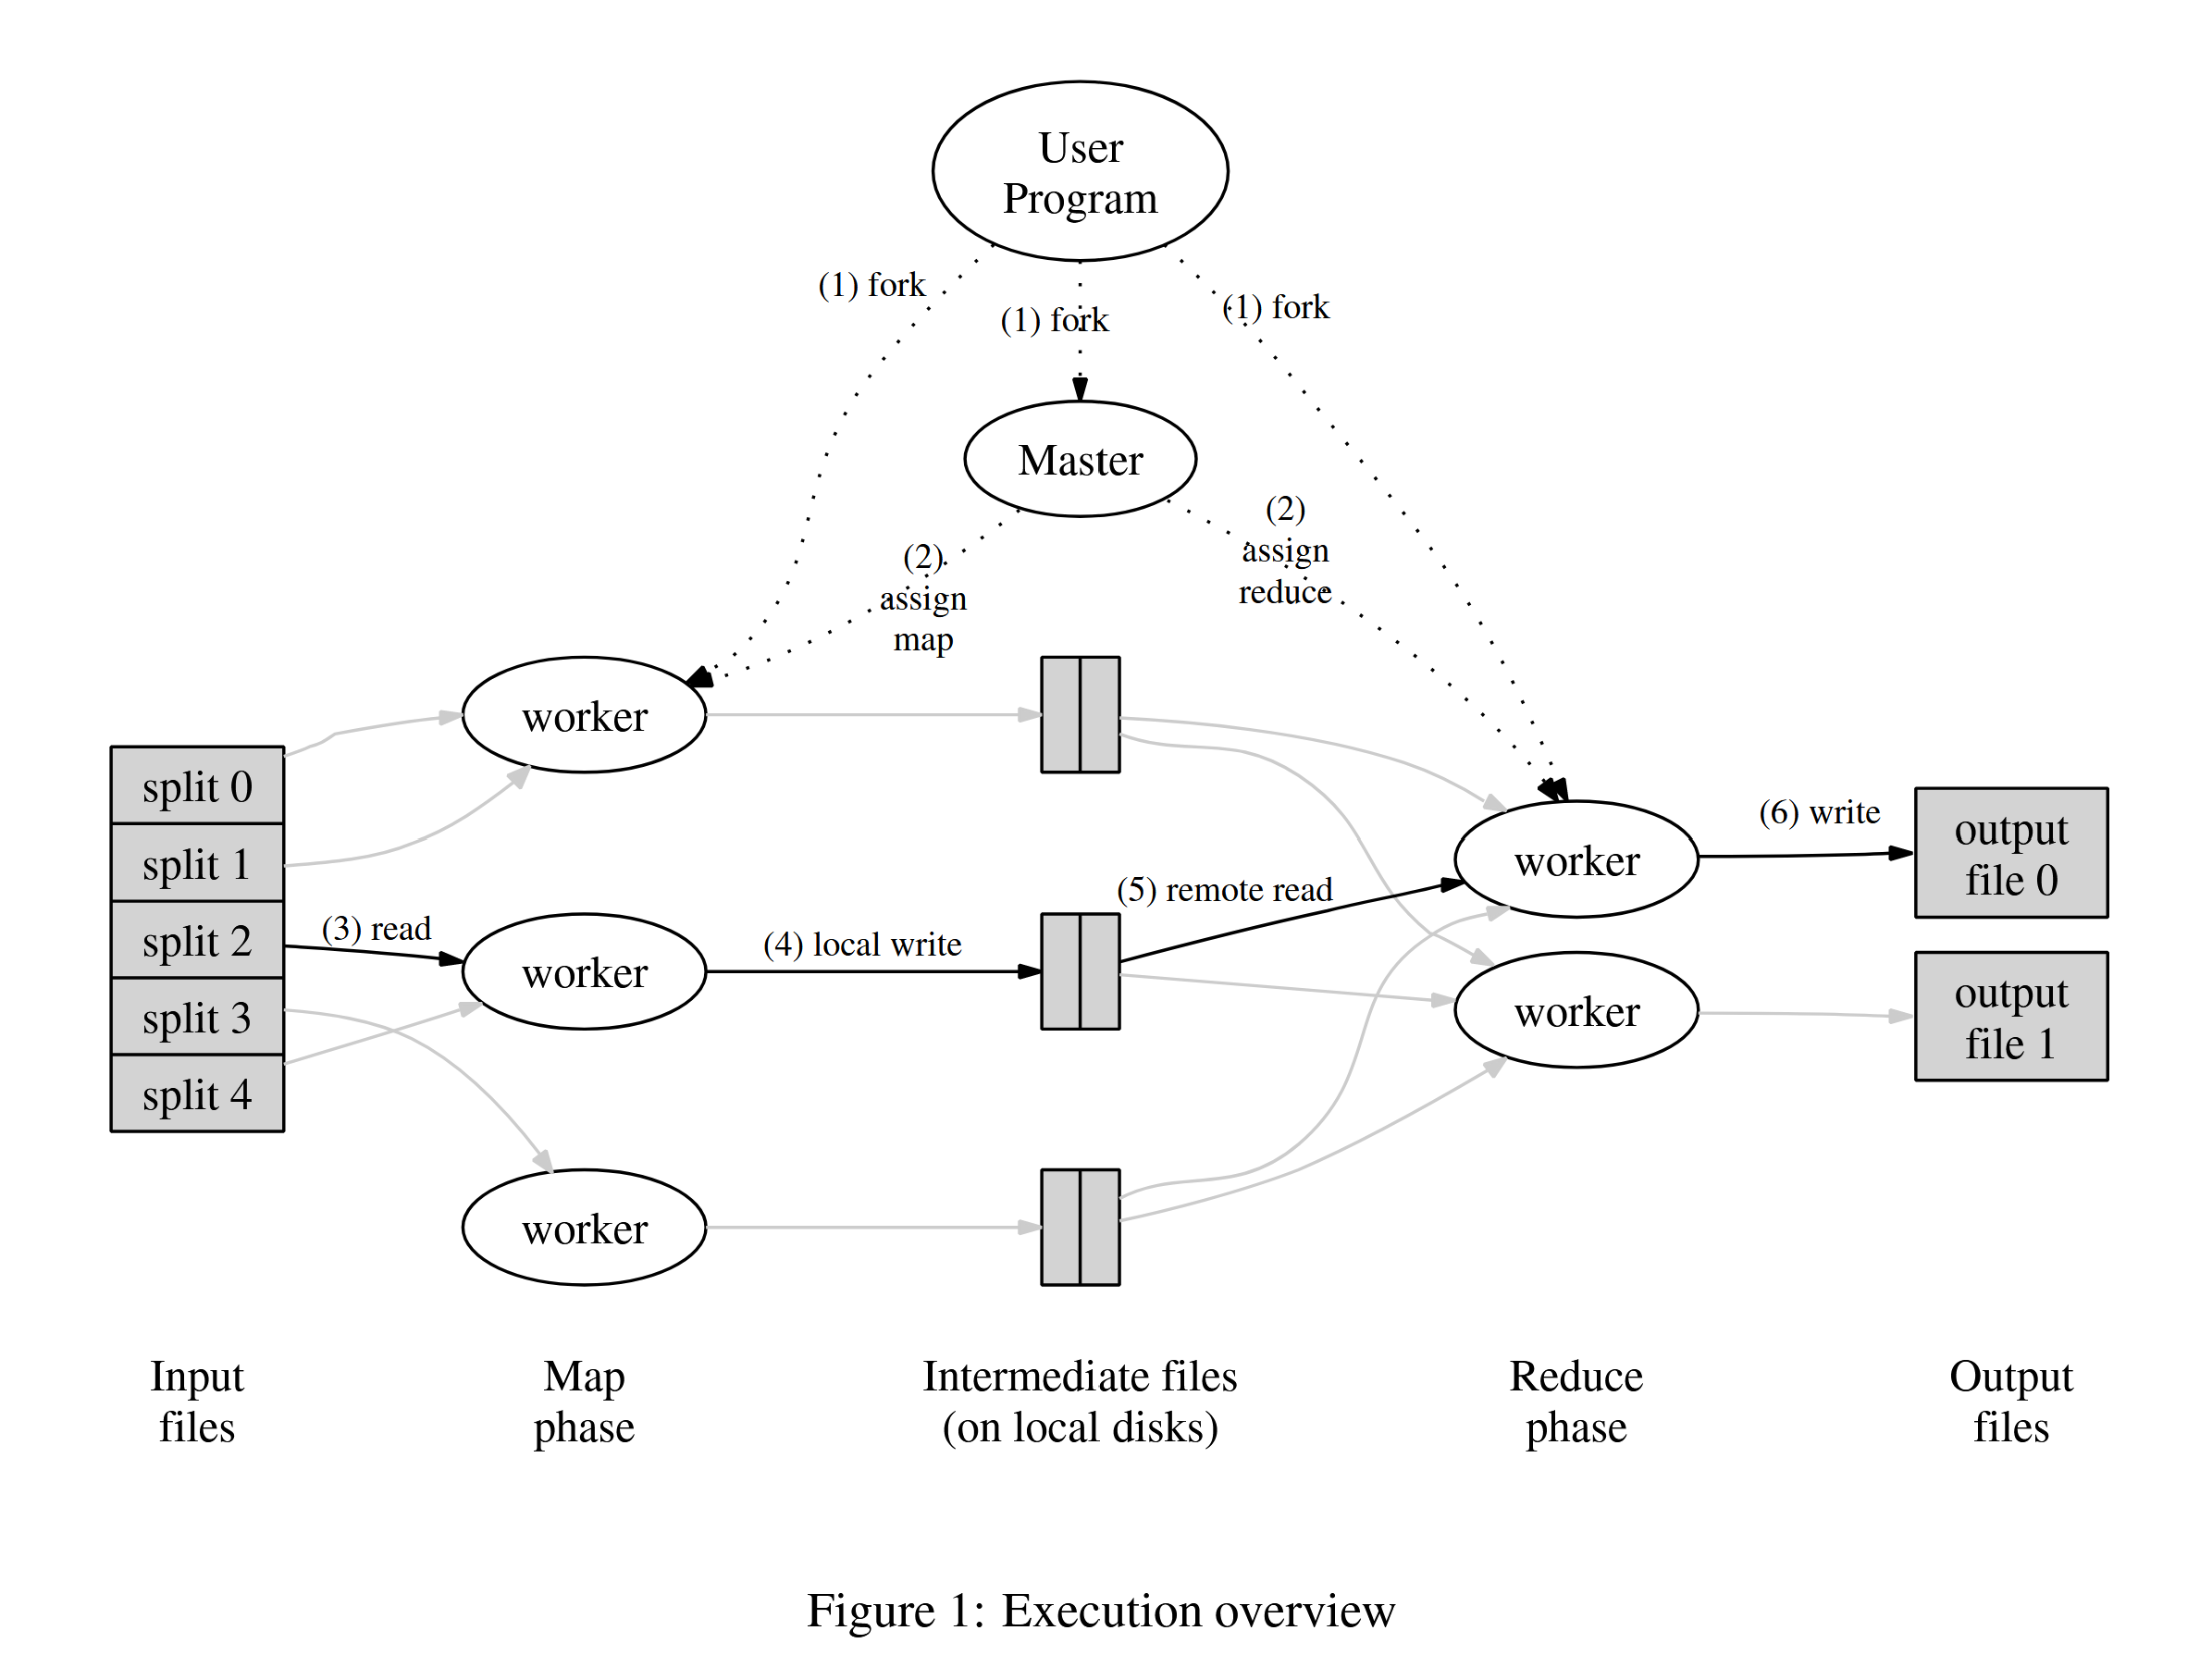 User
Program
(1) fork
(1) fork
(1) fork
Master
(2)
assign
map
(2)
assign
reduce
worker
split 0
split 1
split 2
split 3
split 4
(3) read
worker
(4) local write
(5) remote read
worker
(6) write
output
file 0
worker
output
file 1
worker
Input
files
Map
phase
Intermediate files
(on local disks)
Reduce
phase
Output
files
Figure 1: Execution overview